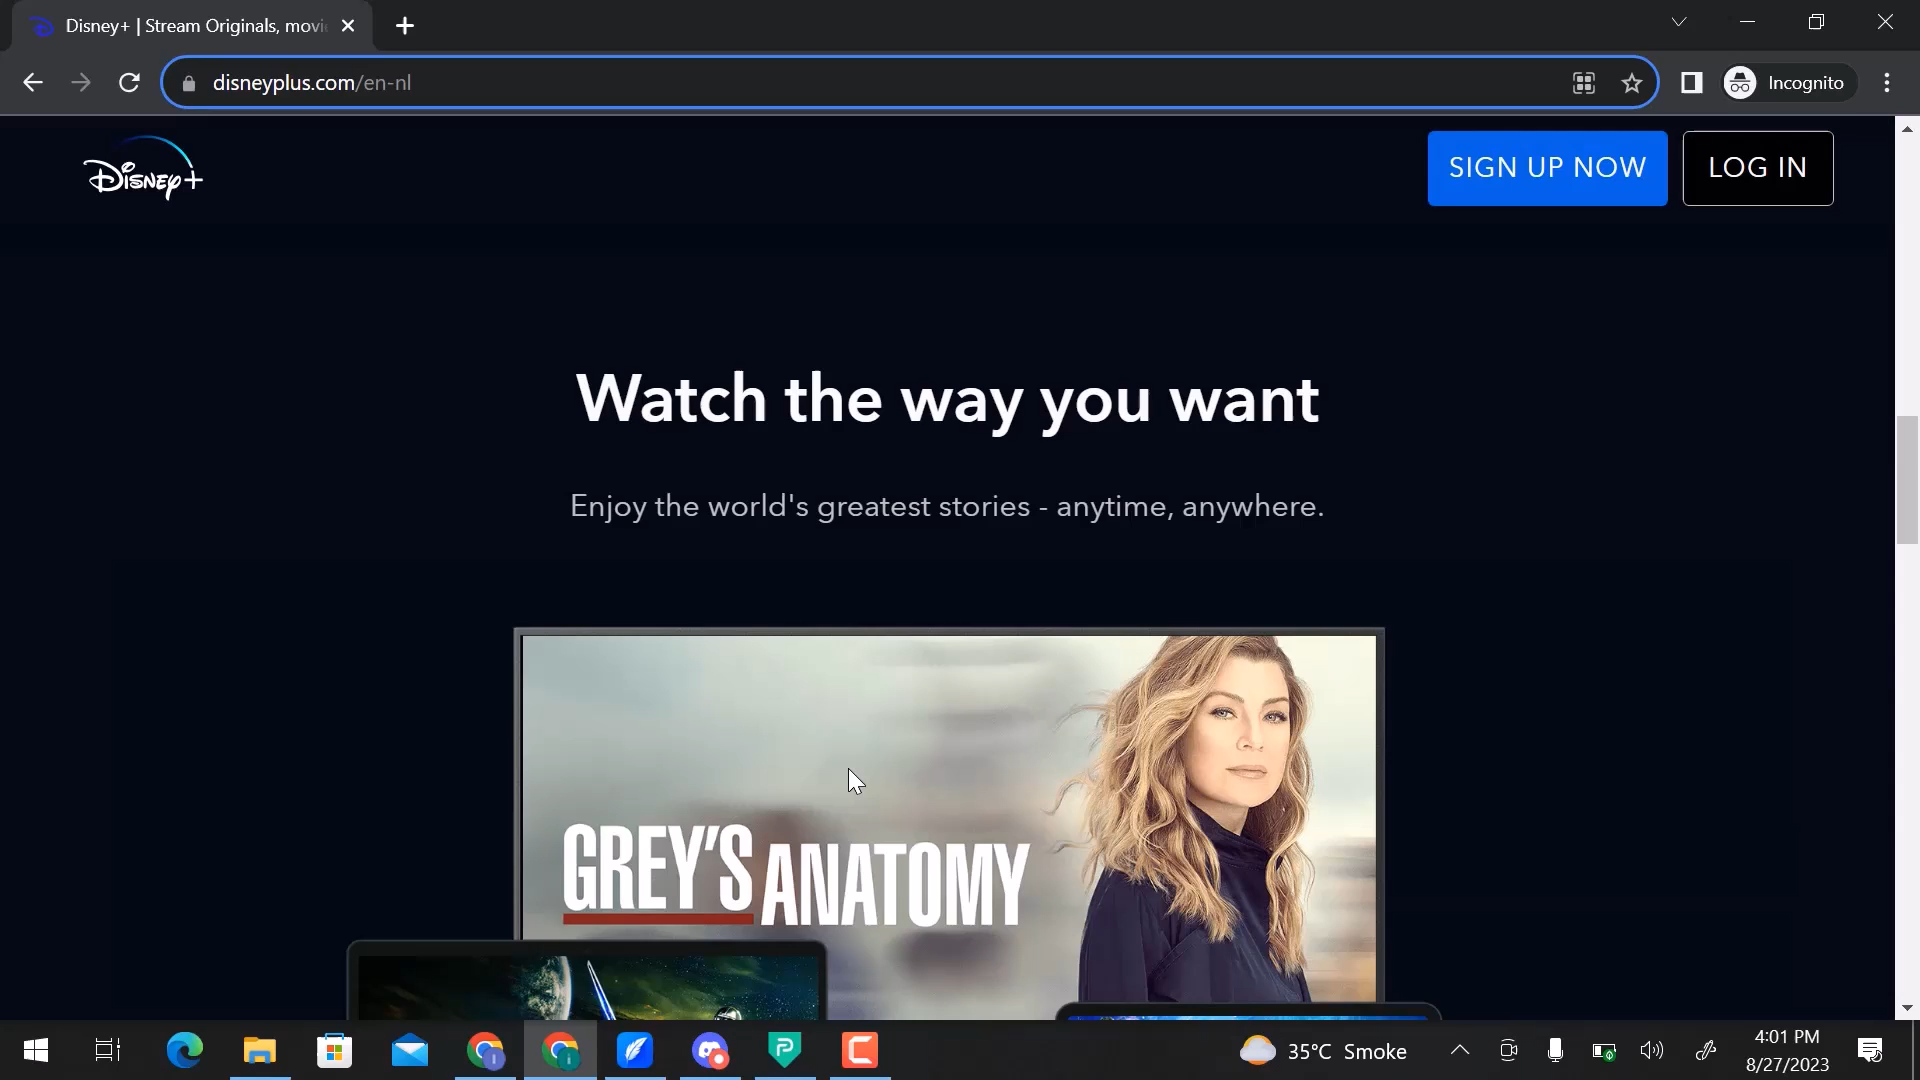 Disney+ | Stream Originals, movi
disneyplus.com/en-nl
Incognito
Disney+
SIGN UP NOW
LOG IN
Watch the way you want
Enjoy the world's greatest stories - anytime, anywhere.
GREY'S ANATOMY
35°C Smoke
4:01 PM
8/27/2023